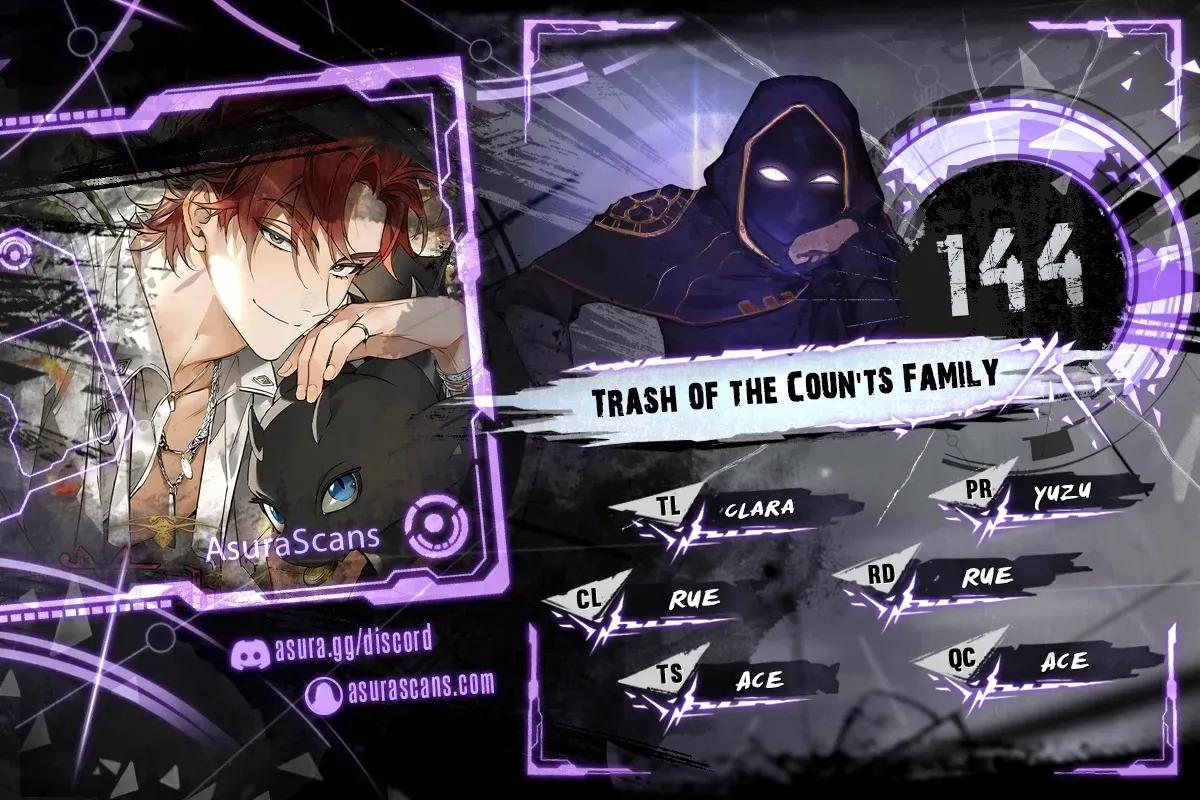 144
TRASH OF THE COUN'TS FAMILY
TL CLARA
PR YUZU
CL RUE
RD RUE
TS ACE
QC ACE
AsuraScans
asura.gg/discord
asurascans.com